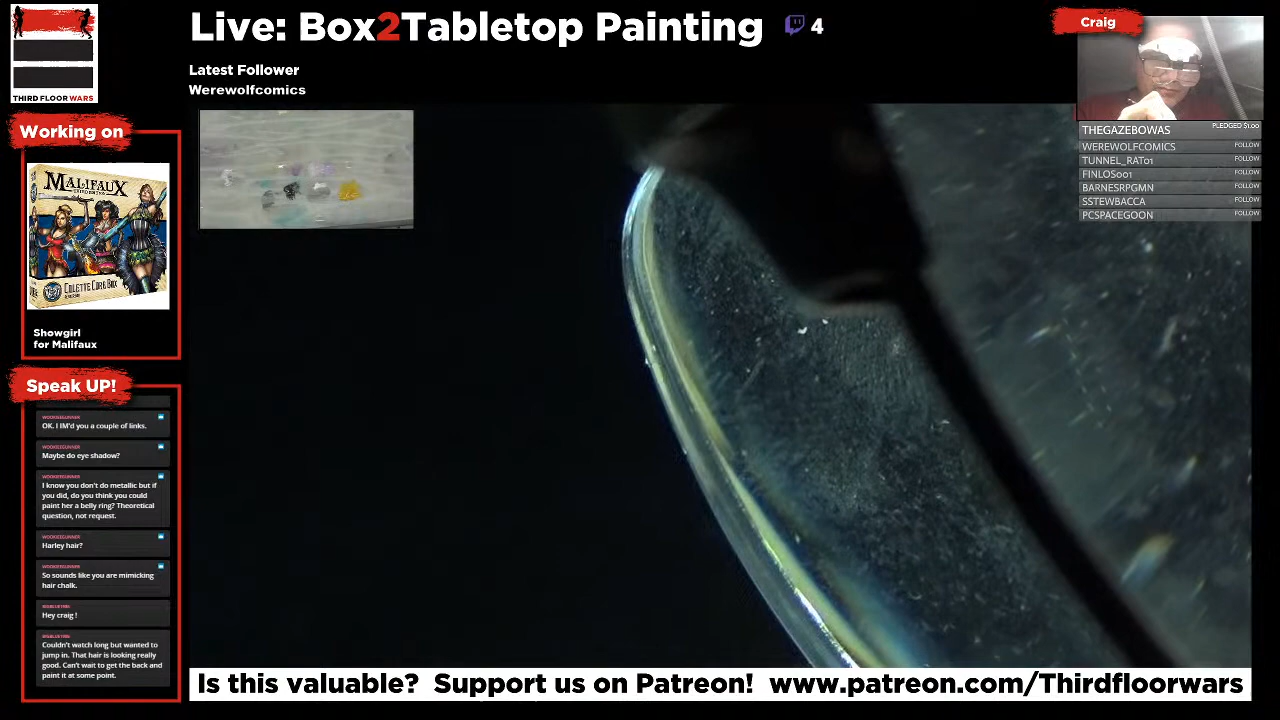 Live: Box2Tabletop Painting
4
Craig
Latest Follower
Werewolfcomics
THIRD FLOOR WARS
Working on
MALIFAUX
COLETTE CORE BOX
Showgirl
for Malifaux
THEGAZEBOWAS PLEDGED $1.00
WEREWOLFCOMICS FOLLOW
TUNNEL_RAT01 FOLLOW
FINLOS001 FOLLOW
BARNESRPGMN FOLLOW
SSTEWBACCA FOLLOW
PCSPACEGOON FOLLOW
Speak UP!
OK. I IM'd you a couple of links.
Maybe do eye shadow?
I know you don't do metallic but if
you did, do you think you could
paint her a belly ring? Theoretical
question, not request.
Harley hair?
So sounds like you are mimicking
hair chalk.
Hey craig !
Couldn't watch long but wanted to
jump in. That hair is looking really
good. Can't wait to get the back and
paint it at some point.
Is this valuable? Support us on Patreon! www.patreon.com/Thirdfloorwars